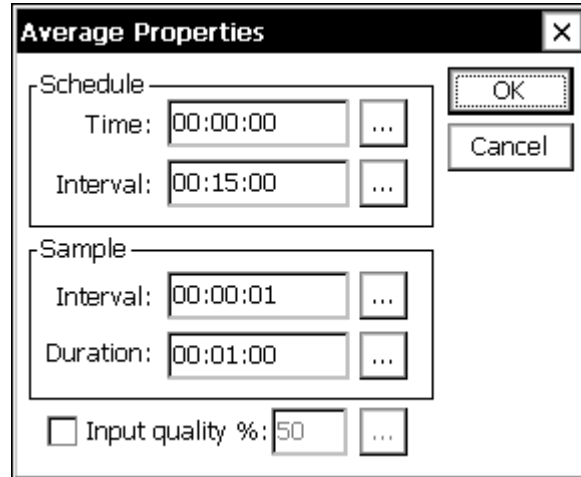 Average Properties
Schedule
OK
Time: 00:00:00 ...
Cancel
Interval: 00:15:00 ...
Sample
Interval: 00:00:01 ...
Duration: 00:01:00 ...
Input quality %: 50 ...